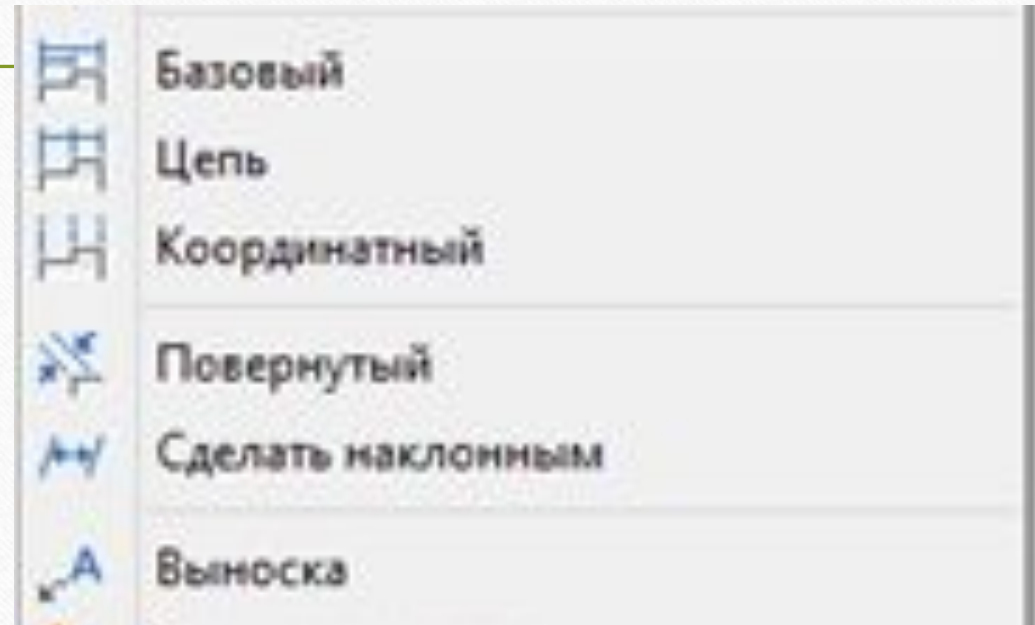 Базовый
Цепь
Координатный
Повернутый
Сделать наклонным
A
Выноска